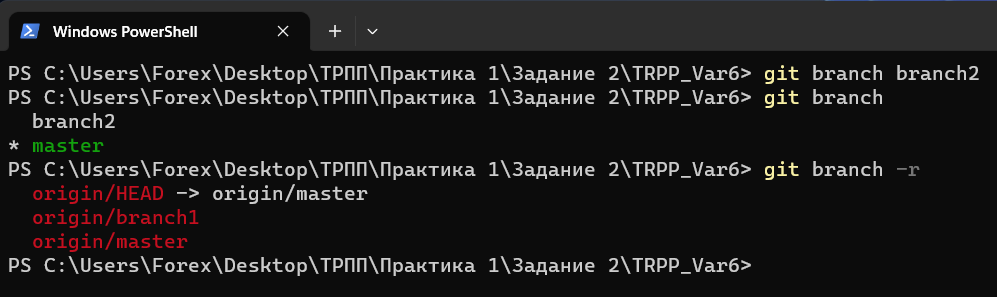 Windows PowerShell
PS C:\Users\Forex\Desktop\ТРПП\Практика 1\Задание 2\TRPP_Var6> git branch branch2
PS C:\Users\Forex\Desktop\ТРПП\Практика 1\Задание 2\TRPP_Var6> git branch
  branch2
* master
PS C:\Users\Forex\Desktop\ТРПП\Практика 1\Задание 2\TRPP_Var6> git branch -r
  origin/HEAD -> origin/master
  origin/branch1
  origin/master
PS C:\Users\Forex\Desktop\ТРПП\Практика 1\Задание 2\TRPP_Var6>